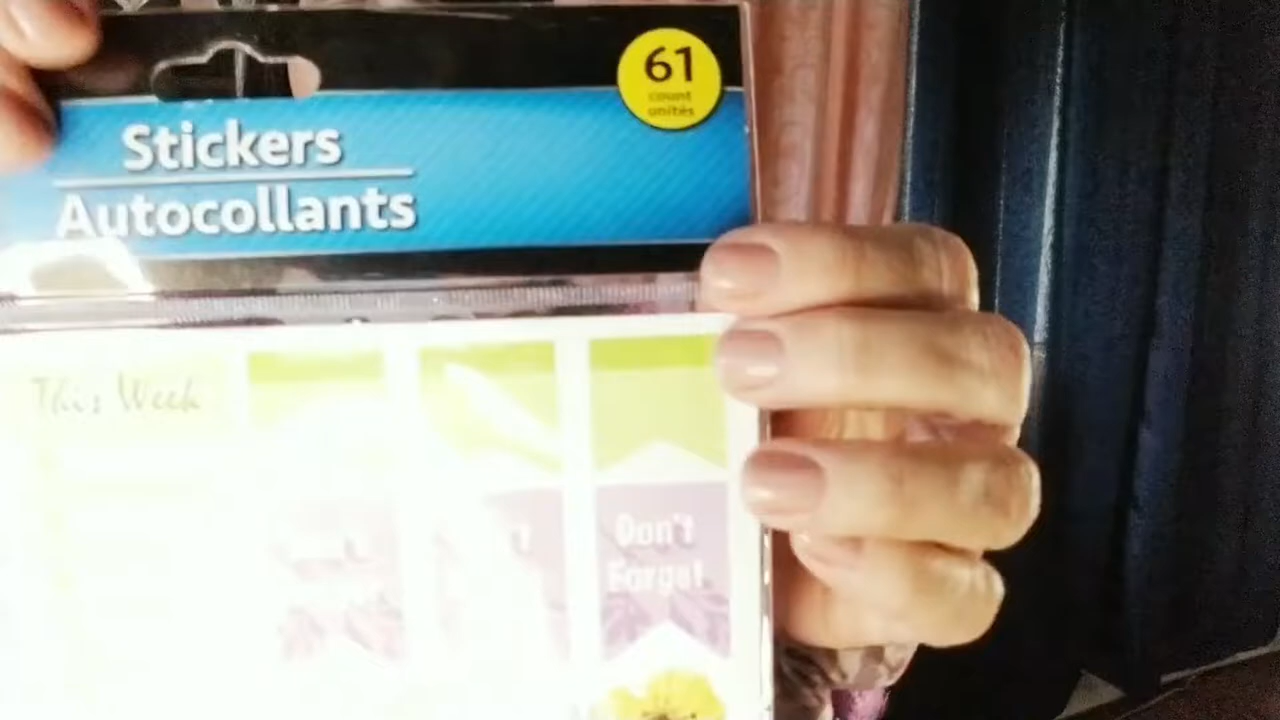 61
count
unités
Stickers
Autocollants
This Week
Don't
Forget